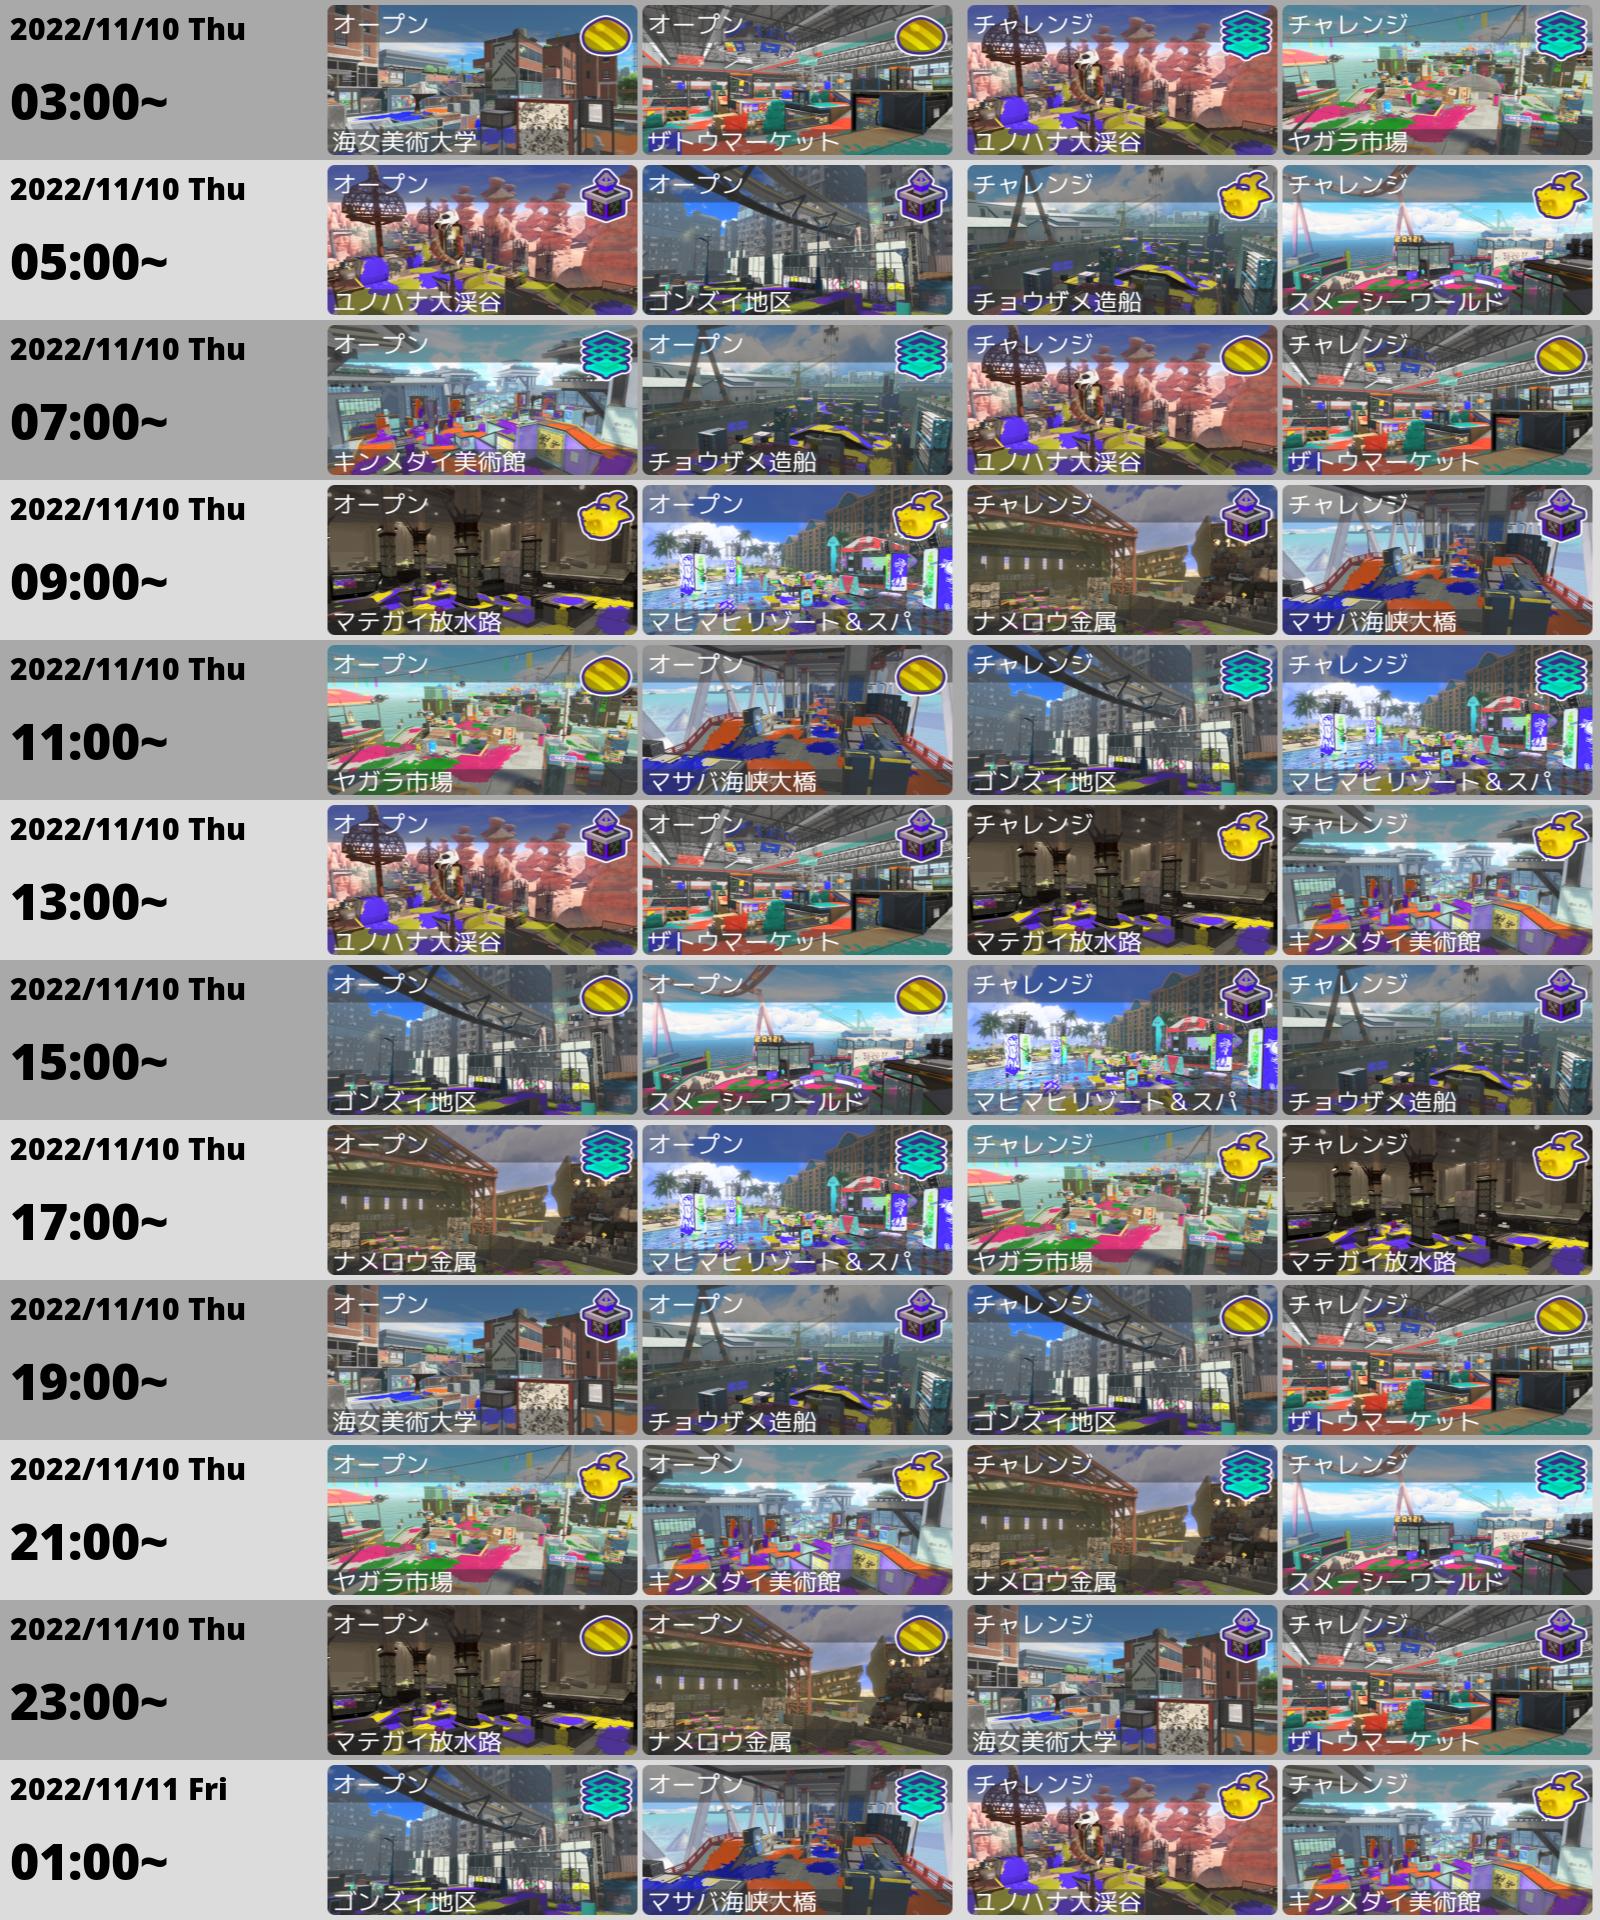 2022/11/10 Thu
03:00~
オープン
海女美術大学
オープン
ザトウマーケット
チャレンジ
ユノハナ大渓谷
チャレンジ
ヤガラ市場
2022/11/10 Thu
05:00~
オープン
ユノハナ大渓谷
オープン
ゴンズイ地区
チャレンジ
チョウザメ造船
チャレンジ
スメーシーワールド
2022/11/10 Thu
07:00~
オープン
キンメダイ美術館
オープン
チョウザメ造船
チャレンジ
ユノハナ大渓谷
チャレンジ
ザトウマーケット
2022/11/10 Thu
09:00~
オープン
マテガイ放水路
オープン
マヒマヒリゾート＆スパ
チャレンジ
ナメロウ金属
チャレンジ
マサバ海峡大橋
2022/11/10 Thu
11:00~
オープン
ヤガラ市場
オープン
マサバ海峡大橋
チャレンジ
ゴンズイ地区
チャレンジ
マヒマヒリゾート＆スパ
2022/11/10 Thu
13:00~
オープン
ユノハナ大渓谷
オープン
ザトウマーケット
チャレンジ
マテガイ放水路
チャレンジ
キンメダイ美術館
2022/11/10 Thu
15:00~
オープン
ゴンズイ地区
オープン
スメーシーワールド
チャレンジ
マヒマヒリゾート＆スパ
チャレンジ
チョウザメ造船
2022/11/10 Thu
17:00~
オープン
ナメロウ金属
オープン
マヒマヒリゾート＆スパ
チャレンジ
ヤガラ市場
チャレンジ
マテガイ放水路
2022/11/10 Thu
19:00~
オープン
海女美術大学
オープン
チョウザメ造船
チャレンジ
ゴンズイ地区
チャレンジ
ザトウマーケット
2022/11/10 Thu
21:00~
オープン
ヤガラ市場
オープン
キンメダイ美術館
チャレンジ
ナメロウ金属
チャレンジ
スメーシーワールド
2022/11/10 Thu
23:00~
オープン
マテガイ放水路
オープン
ナメロウ金属
チャレンジ
海女美術大学
チャレンジ
ザトウマーケット
2022/11/11 Fri
01:00~
オープン
ゴンズイ地区
オープン
マサバ海峡大橋
チャレンジ
ユノハナ大渓谷
チャレンジ
キンメダイ美術館